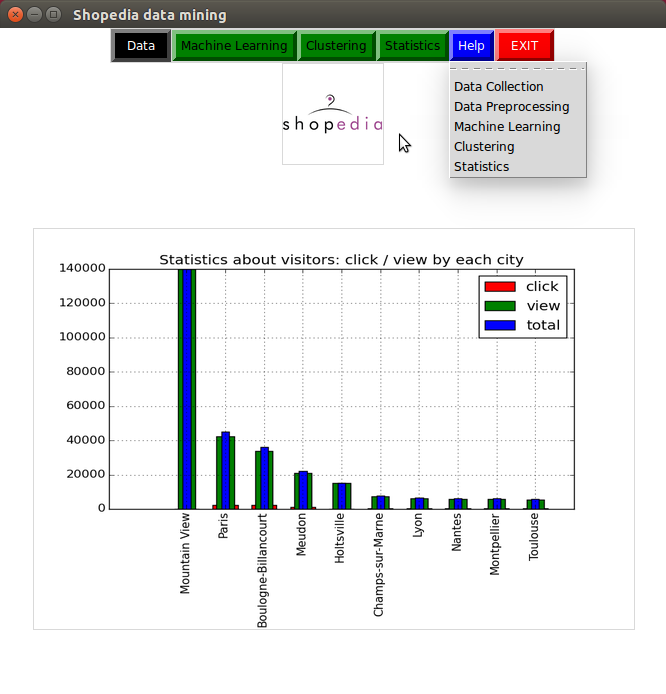 Shopedia data mining
Data Machine Learning Clustering Statistics Help EXIT
shopedia
Data Collection
Data Preprocessing
Machine Learning
Clustering
Statistics
Statistics about visitors: click / view by each city
140000
120000
100000
80000
60000
40000
20000
0
click
view
total
Mountain View
Paris
Boulogne-Billancourt
Meudon
Holtsville
Champs-sur-Marne
Lyon
Nantes
Montpellier
Toulouse